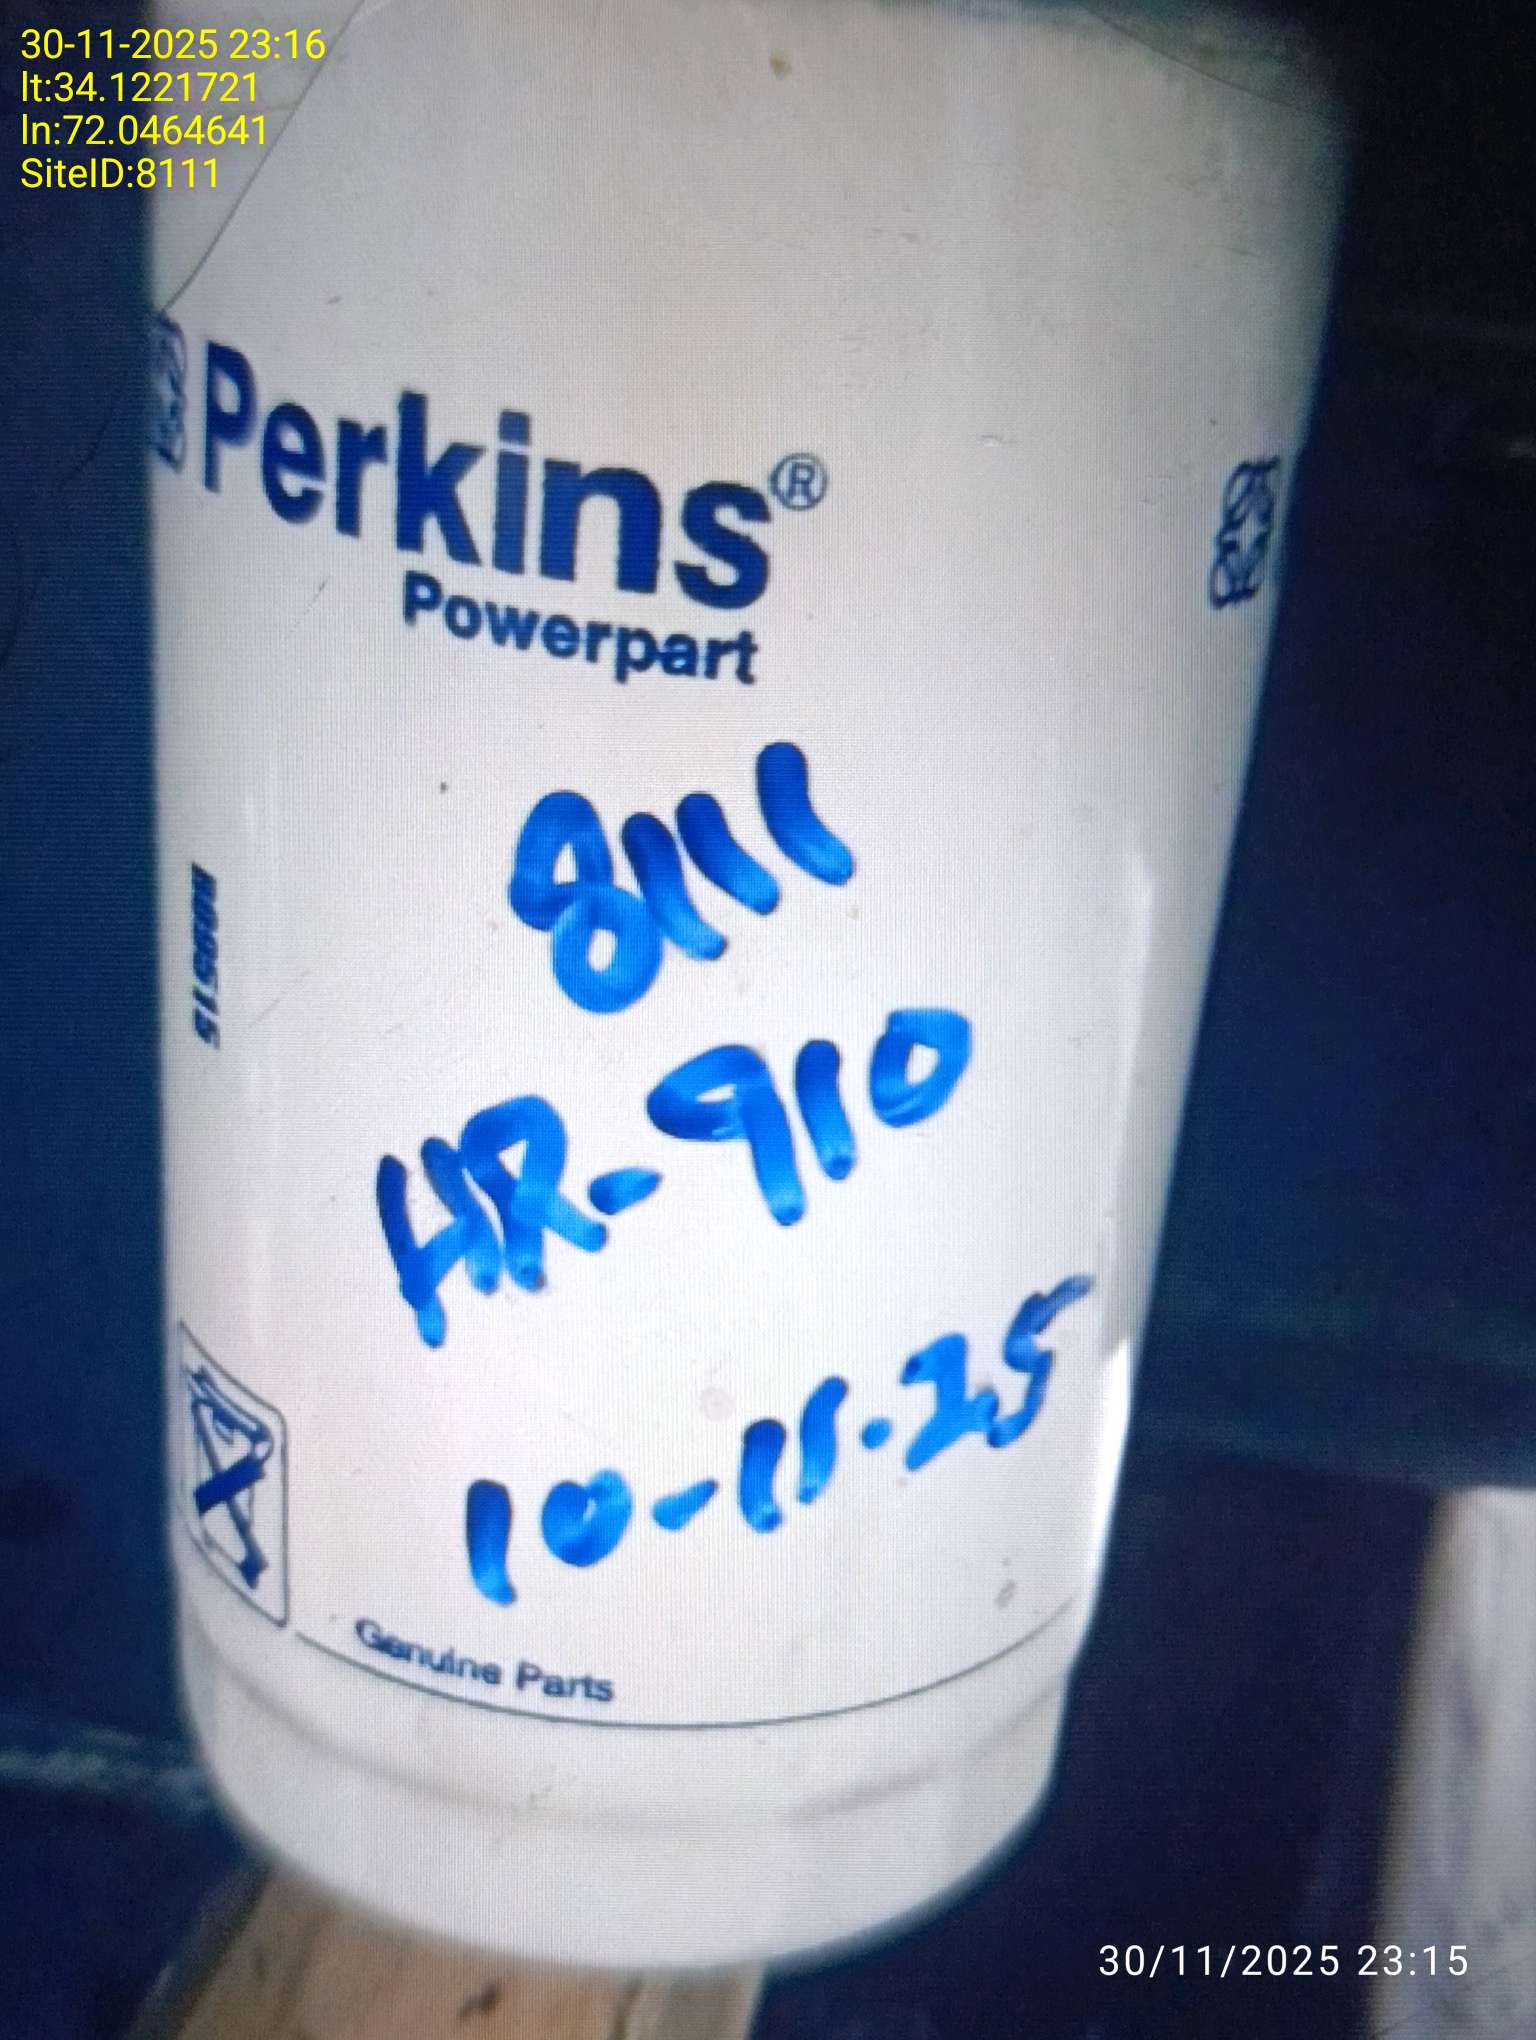 30-11-2025 23:16
lt:34.1221721
ln:72.0464641
SiteID:8111
Perkins®
Powerpart
8111
HR-910
10-11-25
Genuine Parts
30/11/2025 23:15